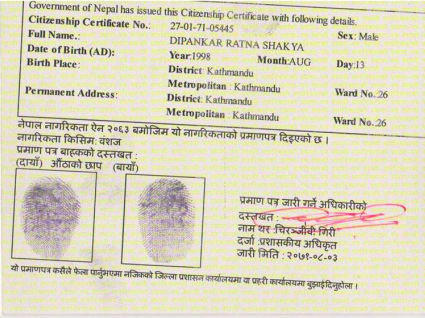 Government of Nepal has issued this Citizenship Certificate with following details.
Citizenship Certificate No.: 27-01-71-05445 Sex: Male
Full Name.: DIPANKAR RATNA SHAKYA
Date of Birth (AD): Year:1998 Month:AUG Day:13
Birth Place: District: Kathmandu
Metropolitan : Kathmandu Ward No.:26
Permanent Address: District: Kathmandu
Metropolitan : Kathmandu Ward No.:26
नेपाल नागरिकता ऐन २०६३ बमोजिम यो नागरिकताको प्रमाणपत्र दिइएको छ ।
नागरिकता किसिम: वंशज
प्रमाण पत्र बाहकको दस्तखत :
(दायाँ) औंठाको छाप (बायाँ)
प्रमाण पत्र जारी गर्ने अधिकारीको
दस्तखत :
नाम थर :चिरञ्जीवी गिरी
दर्जा :प्रशासकीय अधिकृत
जारी मिति : २०७१-०८-०३
यो प्रमाणपत्र कसैले फेला पार्नुभएमा नजिकको जिल्ला प्रशासन कार्यालयमा वा प्रहरी कार्यालयमा बुझाईदिनुहोला ।